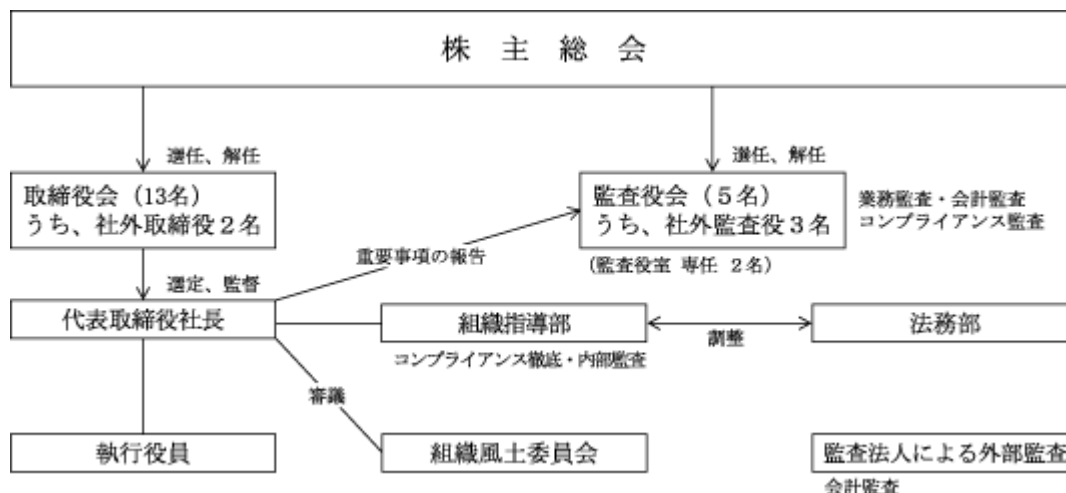 株主総会
選任、解任
選任、解任
取締役会（13名）
うち、社外取締役２名
監査役会（５名）
うち、社外監査役３名
業務監査・会計監査
コンプライアンス監査
重要事項の報告
（監査役室 専任 ２名）
選定、監督
代表取締役社長
組織指導部
調整
法務部
コンプライアンス徹底・内部監査
審議
執行役員
組織風土委員会
監査法人による外部監査
会計監査